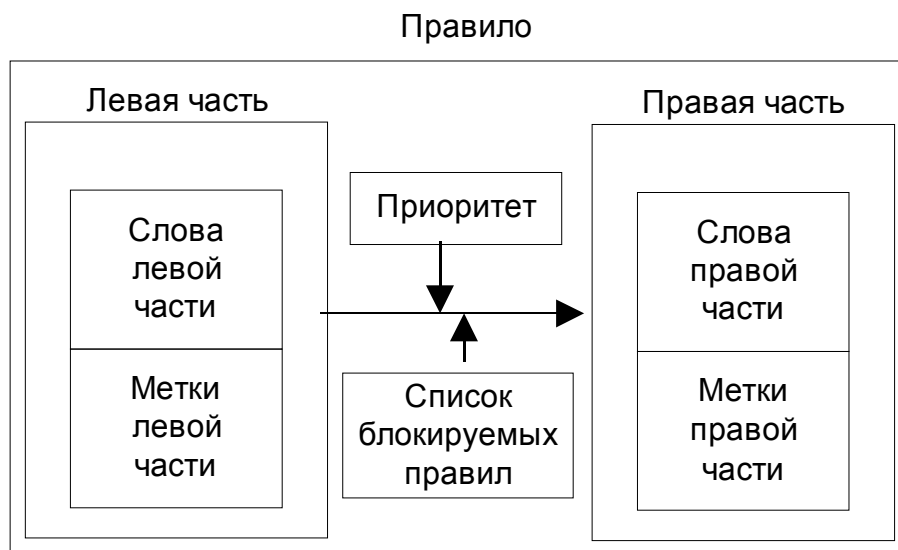 Правило
Левая часть
Правая часть
Приоритет
Слова
левой
части
Слова
правой
части
Метки
левой
части
Список
блокируемых
правил
Метки
правой
части